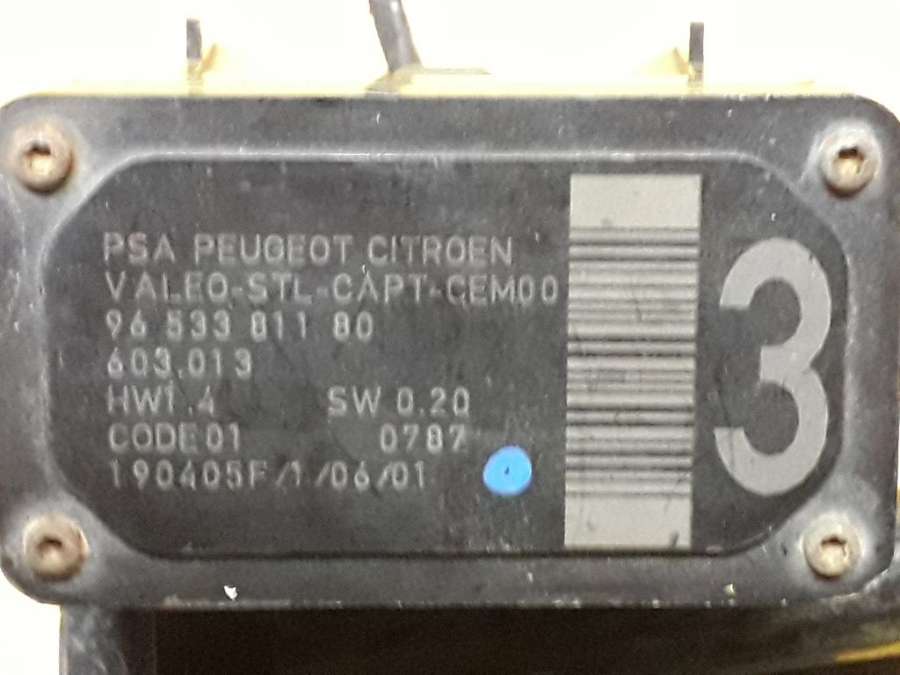 PSA PEUGEOT CITROEN
VALEO-STL-CAPT-CEM00
96 533 811 80
603.013
HW1.4 SW 0.20
CODE01 0787
190405F/1/06/01
3